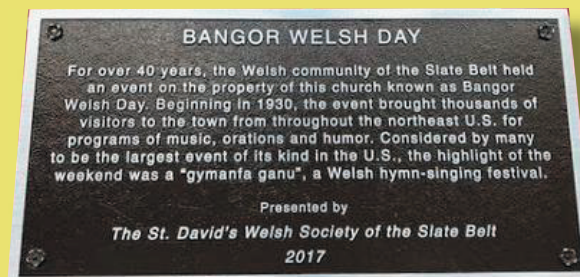 BANGOR WELSH DAY
For over 40 years, the Welsh community of the Slate Belt held
an event on the property of this church known as Bangor
Welsh Day. Beginning in 1930, the event brought thousands of
visitors to the town from throughout the northeast U.S. for
programs of music, orations and humor. Considered by many
to be the largest event of its kind in the U.S., the highlight of the
weekend was a "gymanfa ganu", a Welsh hymn-singing festival.
Presented by
The St. David's Welsh Society of the Slate Belt
2017